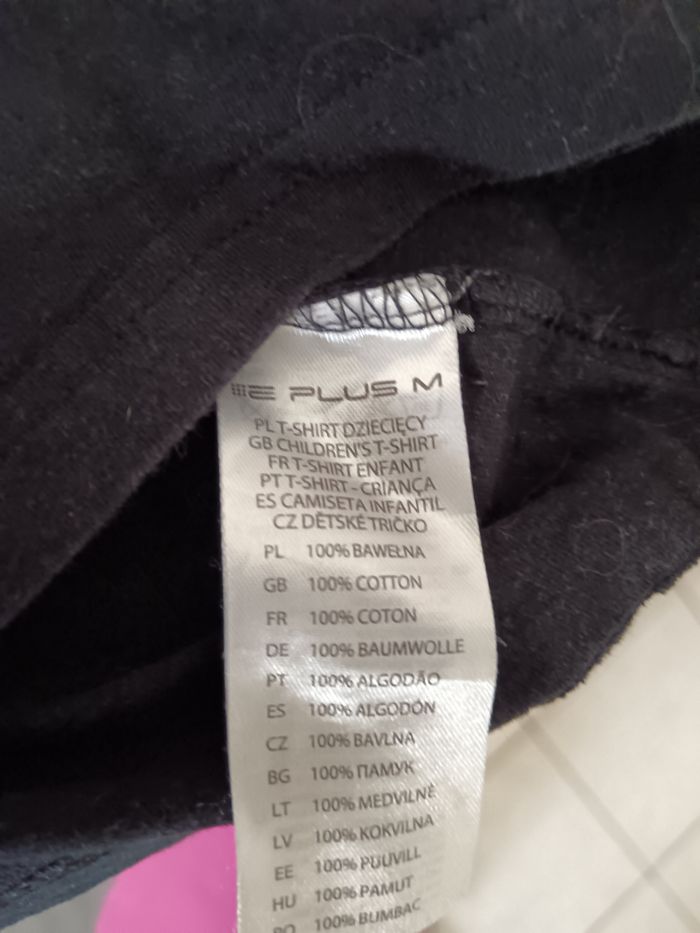 E PLUS M
PL T-SHIRT DZIECIĘCY
GB CHILDREN'S T-SHIRT
FR T-SHIRT ENFANT
PT T-SHIRT - CRIANÇA
ES CAMISETA INFANTIL
CZ DĚTSKÉ TRIČKO
PL 100% BAWEŁNA
GB 100% COTTON
FR 100% COTON
DE 100% BAUMWOLLE
PT 100% ALGODÃO
ES 100% ALGODÓN
CZ 100% BAVLNA
BG 100% ПАМУК
LT 100% MEDVILNĖ
LV 100% KOKVILNA
EE 100% PUUVILL
HU 100% PAMUT
RO 100% BUMBAC